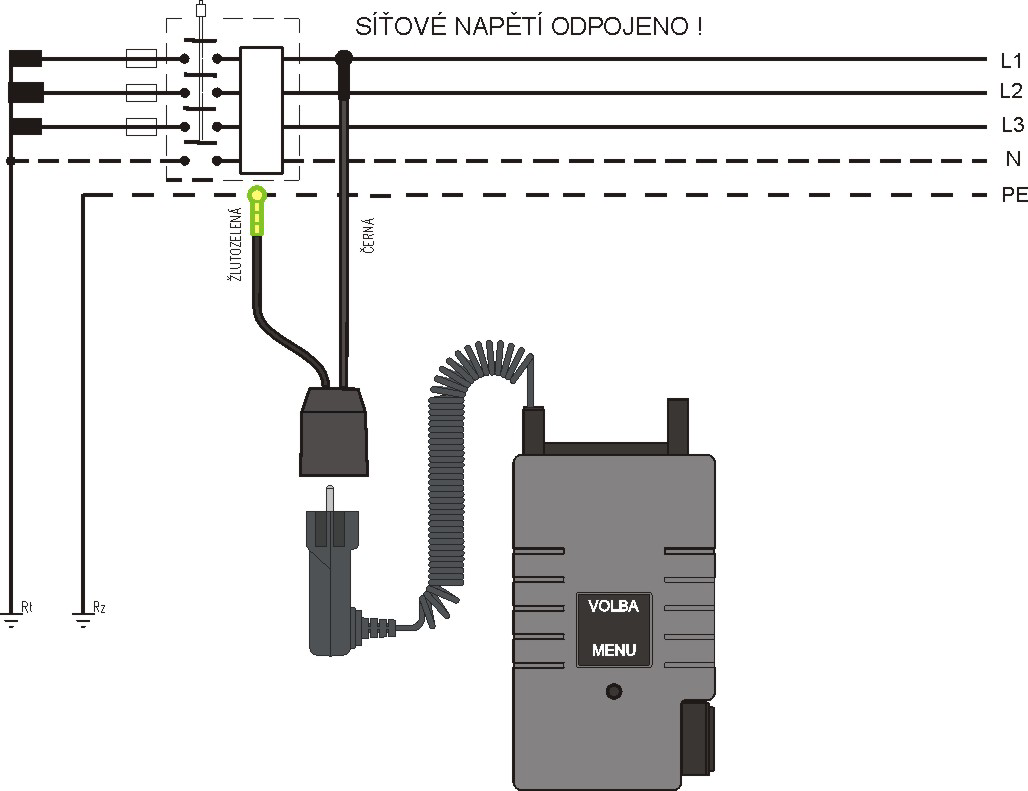 SÍŤOVÉ NAPĚTÍ ODPOJENO !
L1
L2
L3
N
PE
ŽLUTOZELENÁ
ČERNÁ
Rt
Rz
VOLBA
MENU